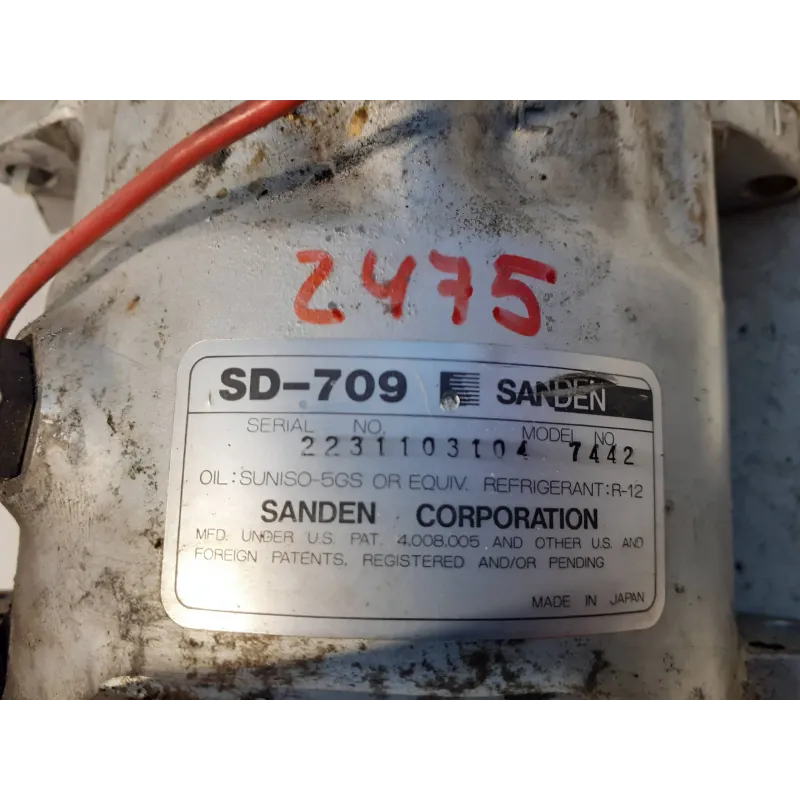 2475
SD-709 SANDEN
SERIAL NO. MODEL NO.
2231103104 7442
OIL: SUNISO-5GS OR EQUIV. REFRIGERANT: R-12
SANDEN CORPORATION
MFD. UNDER U.S. PAT. 4.008.005 AND OTHER U.S. AND
FOREIGN PATENTS, REGISTERED AND/OR PENDING
MADE IN JAPAN